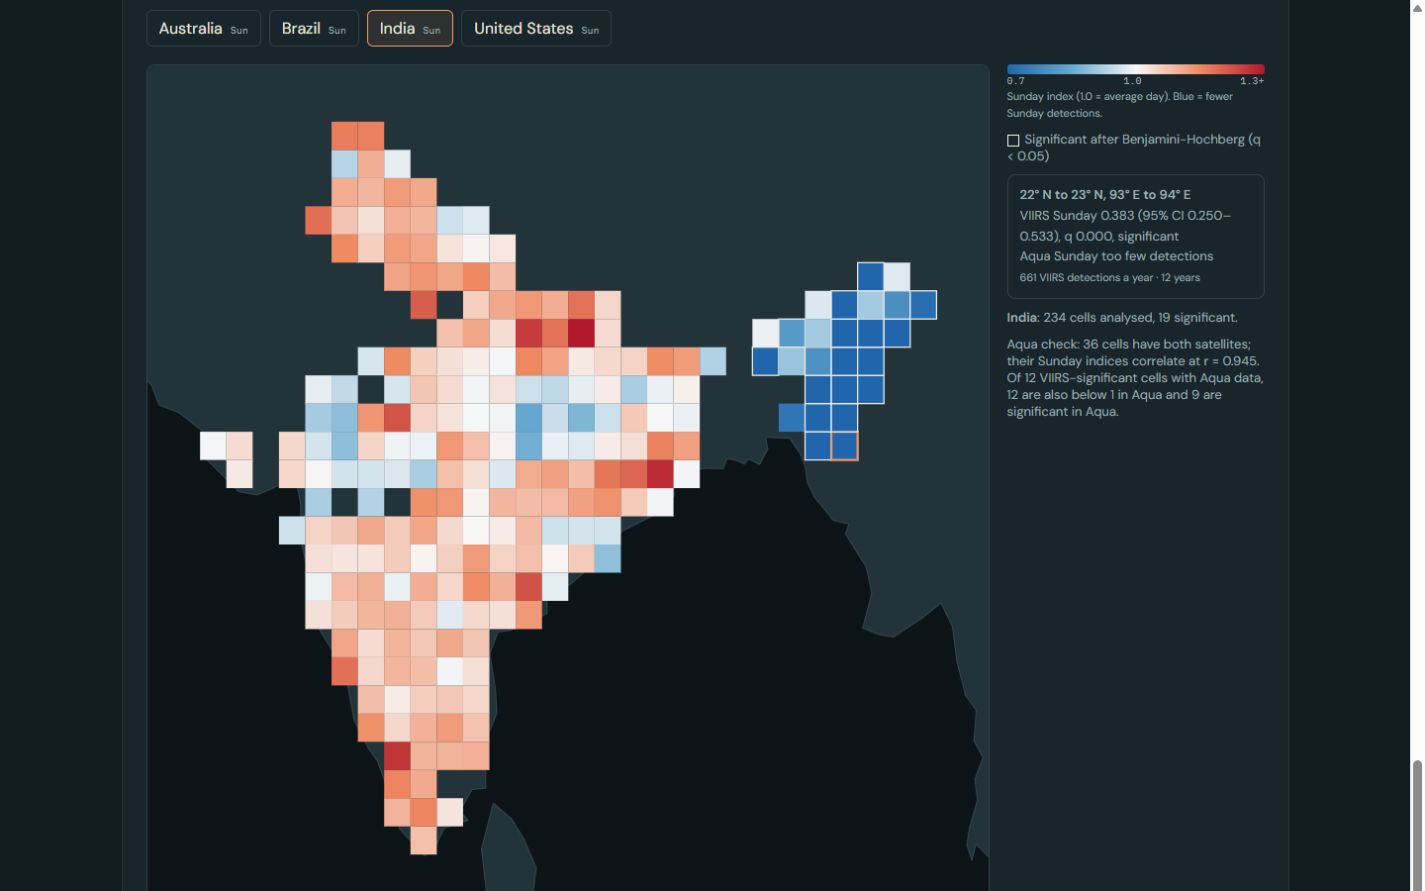 Australia Sun
Brazil Sun
India Sun
United States Sun
0.7 1.0 1.3+
Sunday index (1.0 = average day). Blue = fewer
Sunday detections.
Significant after Benjamini-Hochberg (q
< 0.05)
22° N to 23° N, 93° E to 94° E
VIIRS Sunday 0.383 (95% CI 0.250–
0.533), q 0.000, significant
Aqua Sunday too few detections
661 VIIRS detections a year · 12 years
India: 234 cells analysed, 19 significant.
Aqua check: 36 cells have both satellites;
their Sunday indices correlate at r = 0.945.
Of 12 VIIRS-significant cells with Aqua data,
12 are also below 1 in Aqua and 9 are
significant in Aqua.